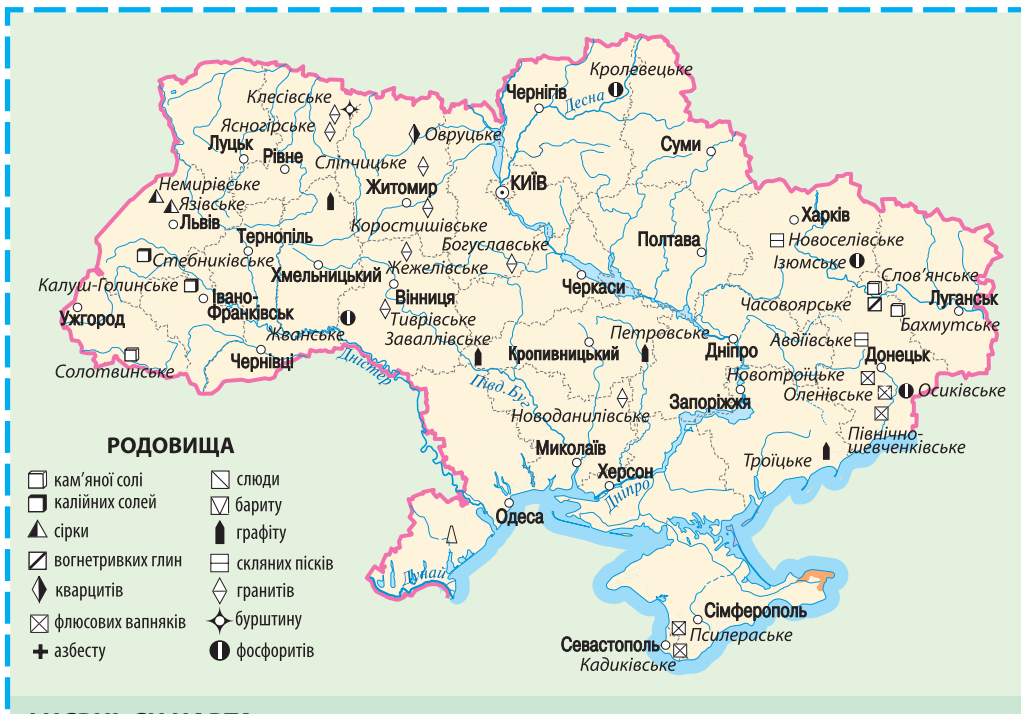 Кролевецьке
Клесівське
Чернігів
Десна
Ясногірське
Овруцьке
Луцьк
Рівне
Суми
Сліпчицьке
Немирівське
Житомир
КИЇВ
Язівське
Львів
Харків
Коростишівське
Тернопіль
Богуславське
Полтава
Новоселівське
Стебниківське
Ізюмське
Хмельницький
Жежелівське
Слов'янське
Калуш-Голинське
Черкаси
Івано-
Франківськ
Вінниця
Часовоярське
Луганськ
Ужгород
Тиврівське
Бахмутське
Жванське
Заваллівське
Петровське
Авдіївське
Чернівці
Дністер
Кропивницький
Дніпро
Донецьк
Солотвинське
Новотроїцьке
Півд. Буг
Оленівське
Осиківське
Запоріжжя
Новоданилівське
Північно-
шевченківське
Миколаїв
Троїцьке
Херсон
Дніпро
Одеса
Дунай
Сімферополь
Псилераське
Севастополь
Кадиківське
РОДОВИЩА
кам'яної солі
калійних солей
сірки
вогнетривких глин
кварцитів
флюсових вапняків
азбесту
слюди
бариту
графіту
скляних пісків
гранитів
бурштину
фосфоритів